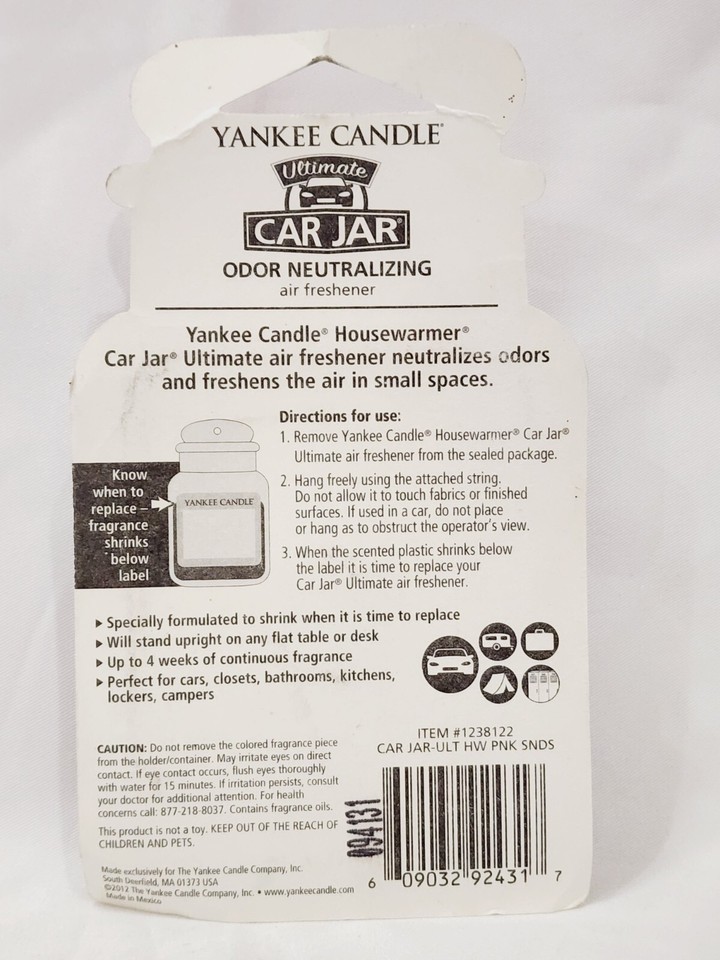 YANKEE CANDLE®
Ultimate
CAR JAR®
ODOR NEUTRALIZING
air freshener
Yankee Candle® Housewarmer®
Car Jar® Ultimate air freshener neutralizes odors
and freshens the air in small spaces.
Know
when to
replace –
fragrance
shrinks
below
label
YANKEE CANDLE®
Directions for use:
1. Remove Yankee Candle® Housewarmer® Car Jar®
Ultimate air freshener from the sealed package.
2. Hang freely using the attached string.
Do not allow it to touch fabrics or finished
surfaces. If used in a car, do not place
or hang as to obstruct the operator's view.
3. When the scented plastic shrinks below
the label it is time to replace your
Car Jar® Ultimate air freshener.
▸ Specially formulated to shrink when it is time to replace
▸ Will stand upright on any flat table or desk
▸ Up to 4 weeks of continuous fragrance
▸ Perfect for cars, closets, bathrooms, kitchens,
lockers, campers
CAUTION: Do not remove the colored fragrance piece
from the holder/container. May irritate eyes on direct
contact. If eye contact occurs, flush eyes thoroughly
with water for 15 minutes. If irritation persists, consult
your doctor for additional attention. For health
concerns call: 877-218-8037. Contains fragrance oils.
This product is not a toy. KEEP OUT OF THE REACH OF
CHILDREN AND PETS.
Made exclusively for The Yankee Candle Company, Inc.
South Deerfield, MA 01373 USA
©2012 The Yankee Candle Company, Inc. • www.yankeecandle.com
Made in Mexico
ITEM #1238122
CAR JAR-ULT HW PNK SNDS
094131
6 09032 92431 7